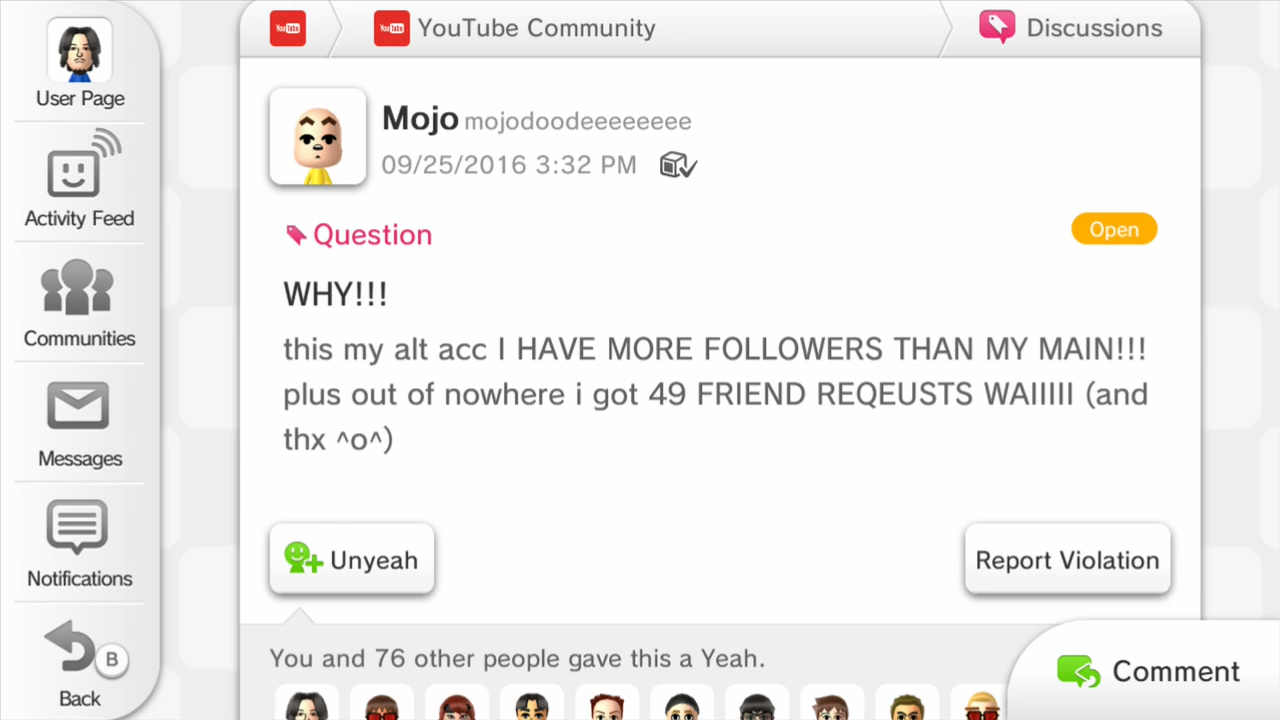 YouTube
YouTube
YouTube Community
Discussions
User Page
Activity Feed
Communities
Messages
Notifications
B
Back
Mojo mojodoodeeeeeeee
09/25/2016 3:32 PM
Question
Open
WHY!!!
this my alt acc I HAVE MORE FOLLOWERS THAN MY MAIN!!!
plus out of nowhere i got 49 FRIEND REQEUSTS WAIIIII (and
thx ^o^)
Unyeah
Report Violation
You and 76 other people gave this a Yeah.
Comment